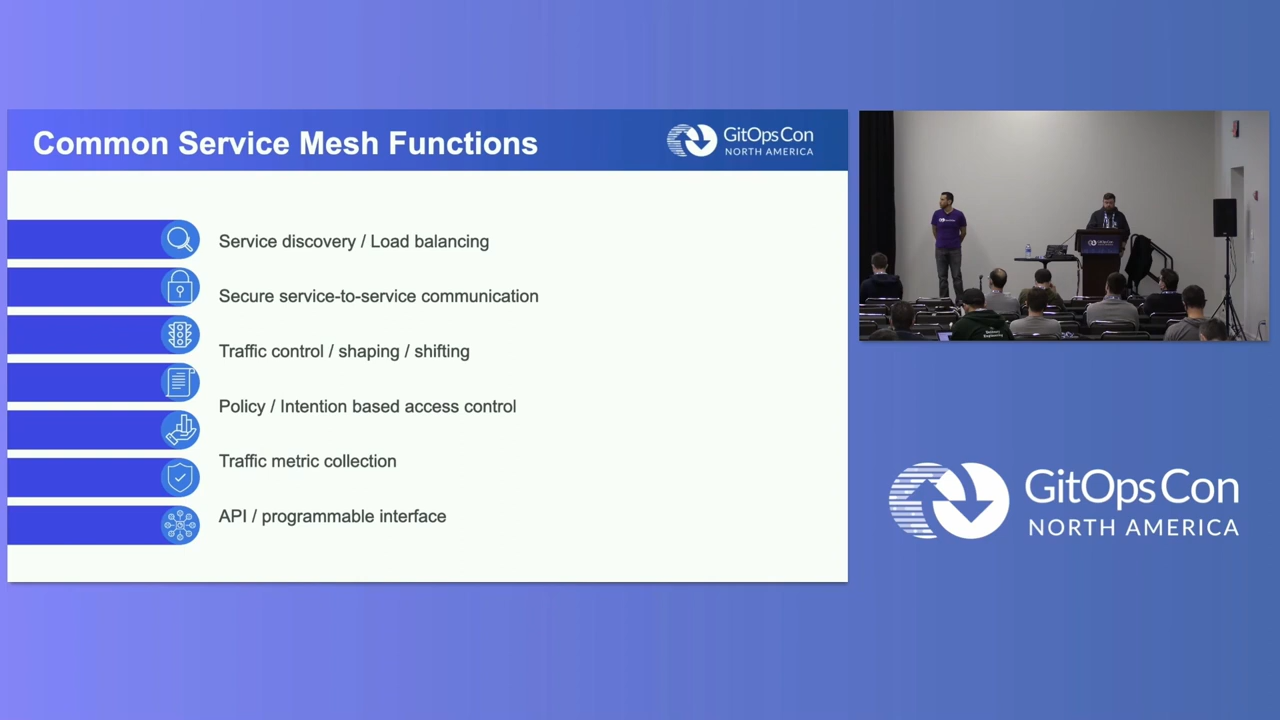 Common Service Mesh Functions
GitOpsCon
NORTH AMERICA
Service discovery / Load balancing
Secure service-to-service communication
Traffic control / shaping / shifting
Policy / Intention based access control
Traffic metric collection
API / programmable interface
GitOpsCon
NORTH AMERICA